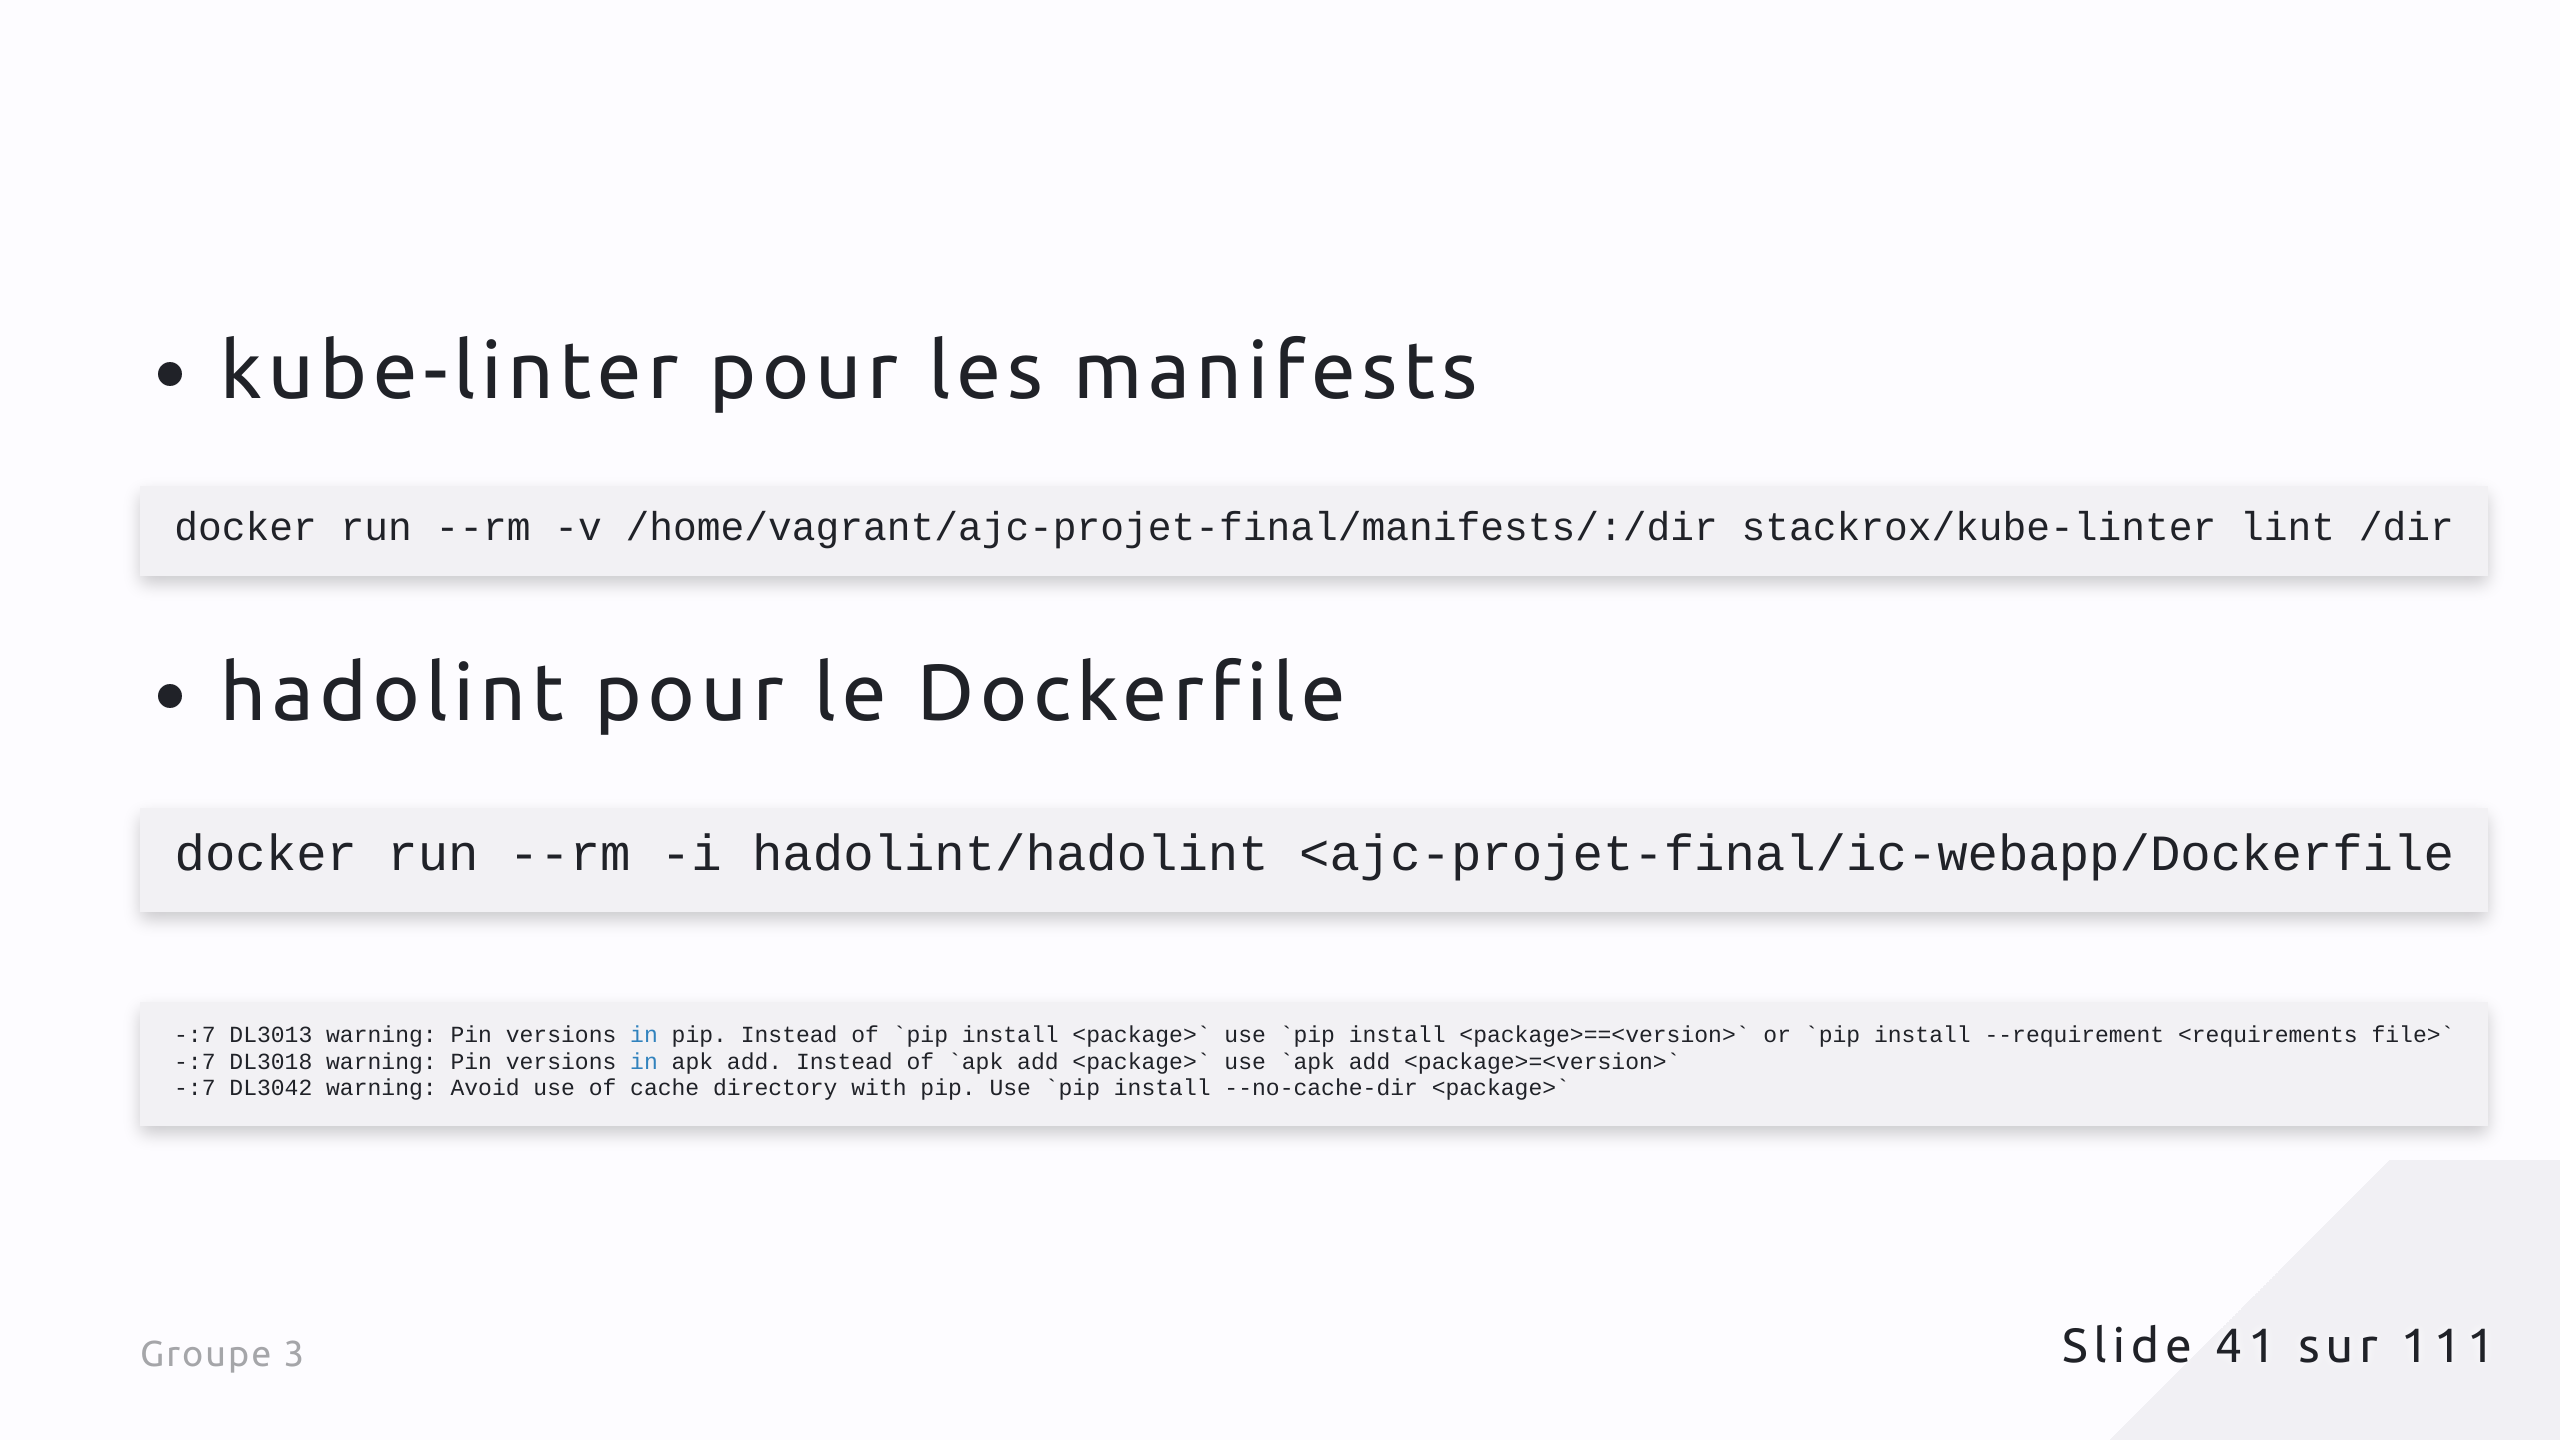 • kube-linter pour les manifests
docker run --rm -v /home/vagrant/ajc-projet-final/manifests/:/dir stackrox/kube-linter lint /dir
• hadolint pour le Dockerfile
docker run --rm -i hadolint/hadolint <ajc-projet-final/ic-webapp/Dockerfile
-:7 DL3013 warning: Pin versions in pip. Instead of `pip install <package>` use `pip install <package>==<version>` or `pip install --requirement <requirements file>`
-:7 DL3018 warning: Pin versions in apk add. Instead of `apk add <package>` use `apk add <package>=<version>`
-:7 DL3042 warning: Avoid use of cache directory with pip. Use `pip install --no-cache-dir <package>`
Groupe 3
Slide 41 sur 111